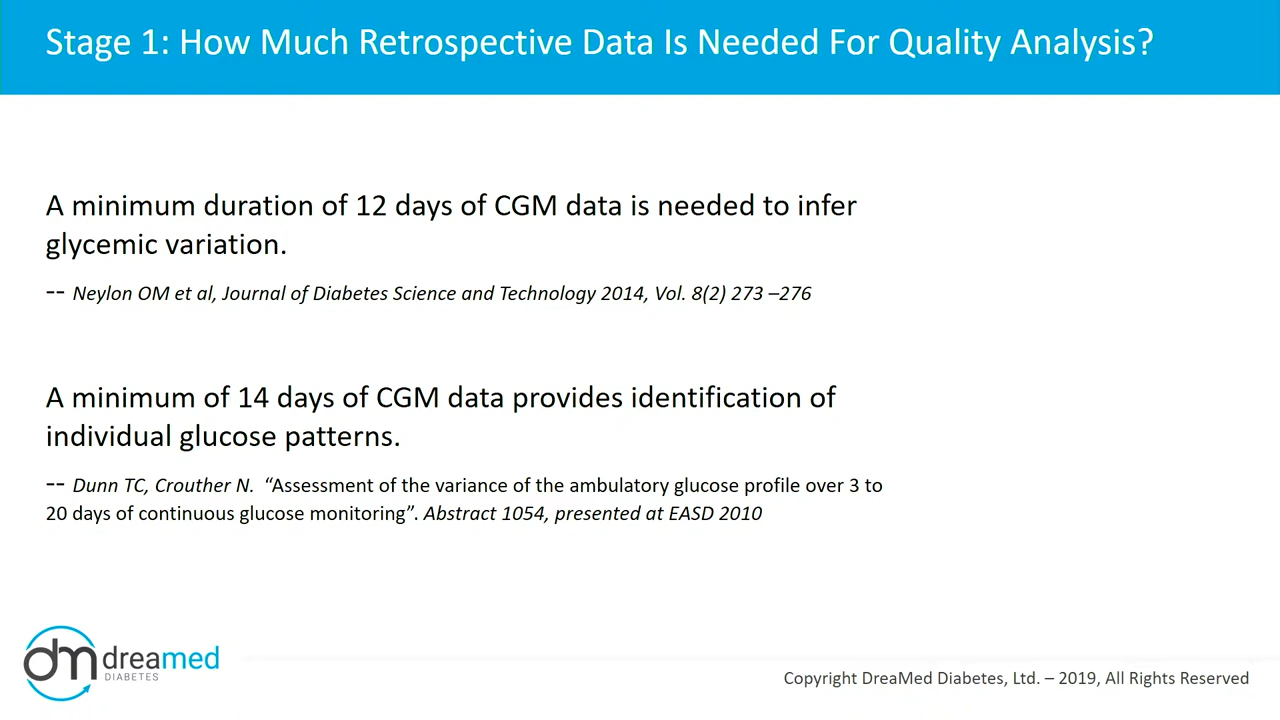 Stage 1: How Much Retrospective Data Is Needed For Quality Analysis?
A minimum duration of 12 days of CGM data is needed to infer
glycemic variation.
-- Neylon OM et al, Journal of Diabetes Science and Technology 2014, Vol. 8(2) 273 –276
A minimum of 14 days of CGM data provides identification of
individual glucose patterns.
-- Dunn TC, Crouther N. “Assessment of the variance of the ambulatory glucose profile over 3 to
20 days of continuous glucose monitoring”. Abstract 1054, presented at EASD 2010
dm dreamed
DIABETES
Copyright DreaMed Diabetes, Ltd. – 2019, All Rights Reserved